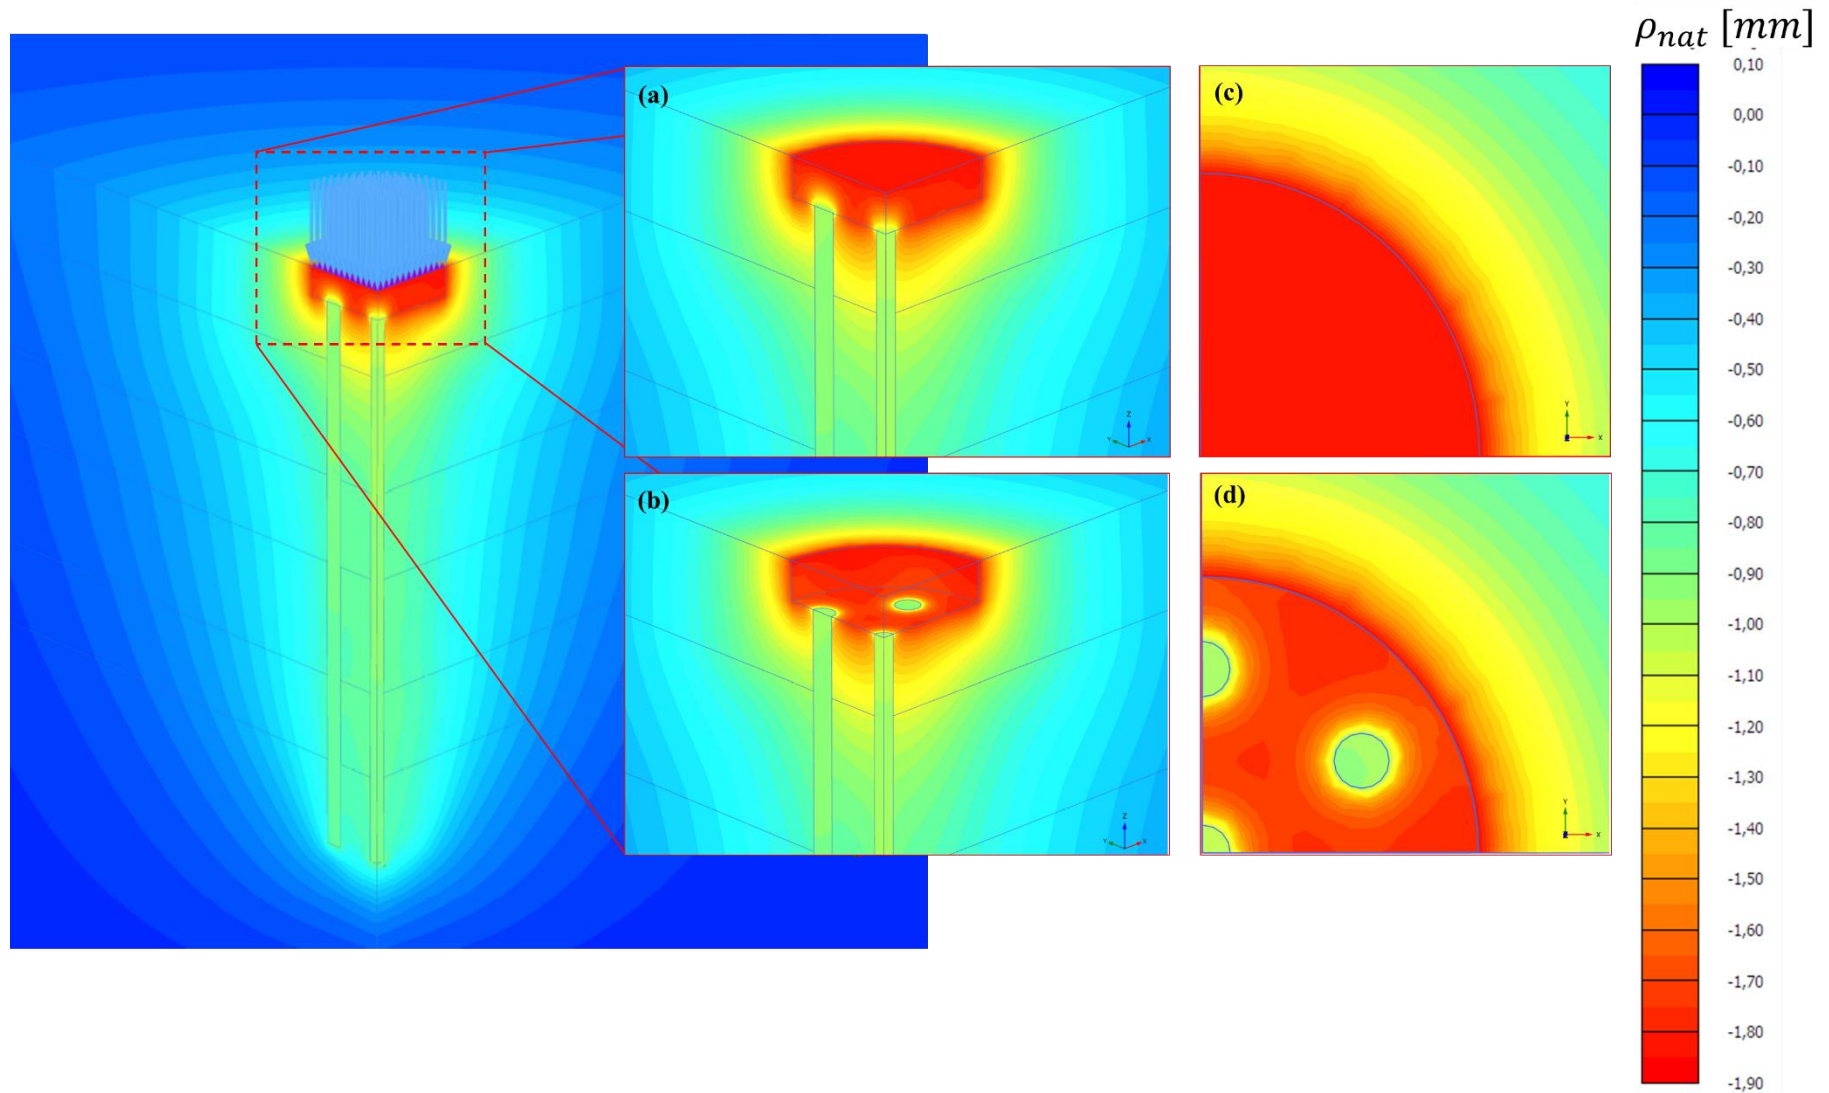 ρnat [mm]
(a)
(c)
0,10
0,00
-0,10
-0,20
-0,30
-0,40
-0,50
-0,60
-0,70
-0,80
-0,90
-1,00
-1,10
-1,20
-1,30
-1,40
-1,50
-1,60
-1,70
-1,80
-1,90
Z
Y
X
Y
X
(b)
(d)
Z
Y
X
Y
X